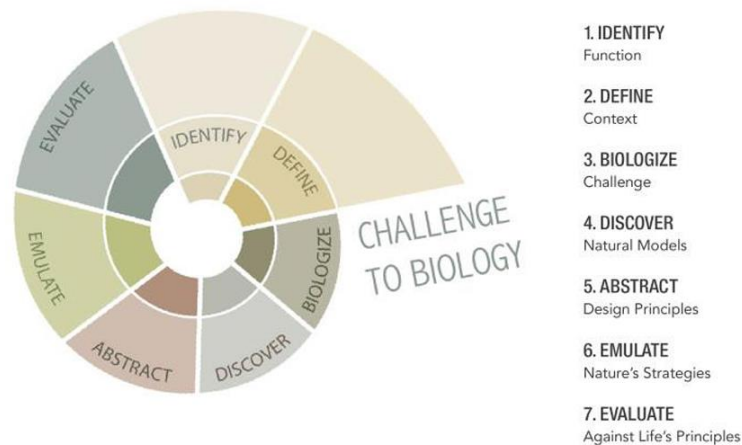 IDENTIFY
DEFINE
BIOLOGIZE
DISCOVER
ABSTRACT
EMULATE
EVALUATE
CHALLENGE
TO BIOLOGY
1. IDENTIFY
Function
2. DEFINE
Context
3. BIOLOGIZE
Challenge
4. DISCOVER
Natural Models
5. ABSTRACT
Design Principles
6. EMULATE
Nature's Strategies
7. EVALUATE
Against Life's Principles